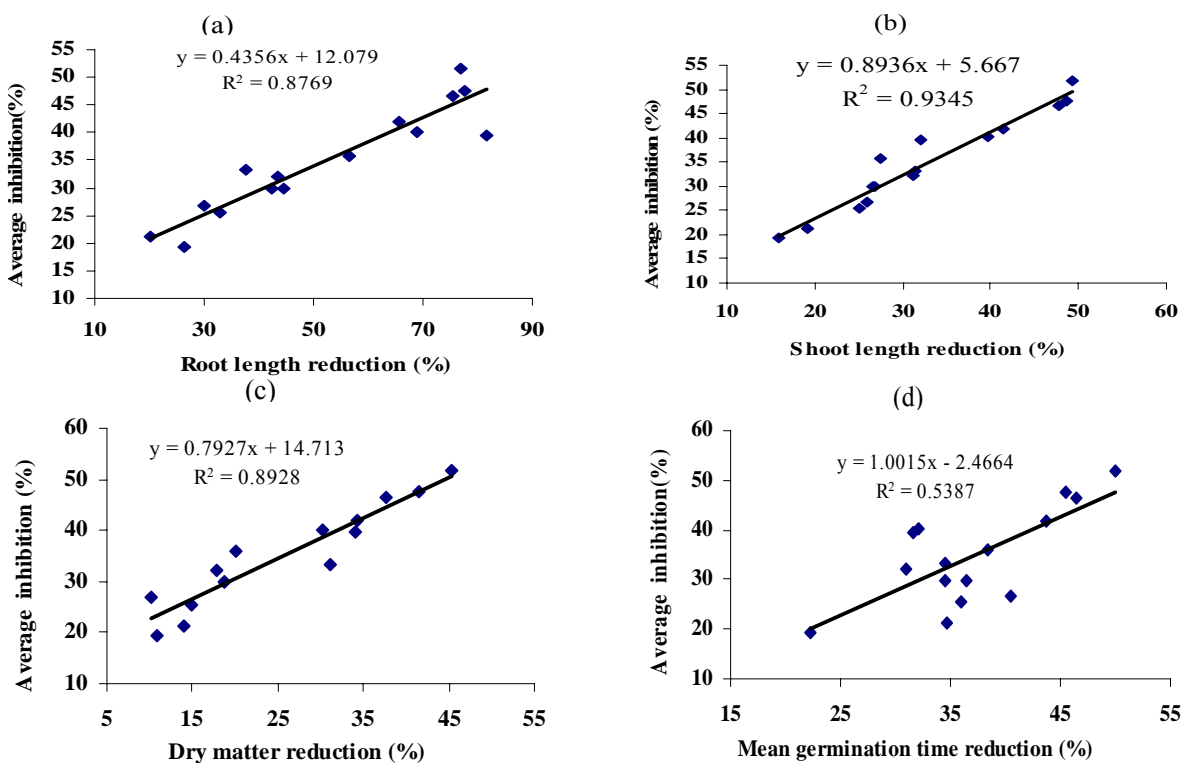 (a)
y = 0.4356x + 12.079
R² = 0.8769
55
50
45
40
35
30
25
20
15
10
Average inhibition(%)
10 30 50 70 90
Root length reduction (%)
(b)
y = 0.8936x + 5.667
R² = 0.9345
55
50
45
40
35
30
25
20
15
10
Average inhibition (%)
10 20 30 40 50 60
Shoot length reduction (%)
(c)
y = 0.7927x + 14.713
R² = 0.8928
60
50
40
30
20
10
Average inhibition (%)
5 15 25 35 45 55
Dry matter reduction (%)
(d)
y = 1.0015x - 2.4664
R² = 0.5387
60
50
40
30
20
10
Average inhibition(%)
15 25 35 45 55
Mean germination time reduction (%)